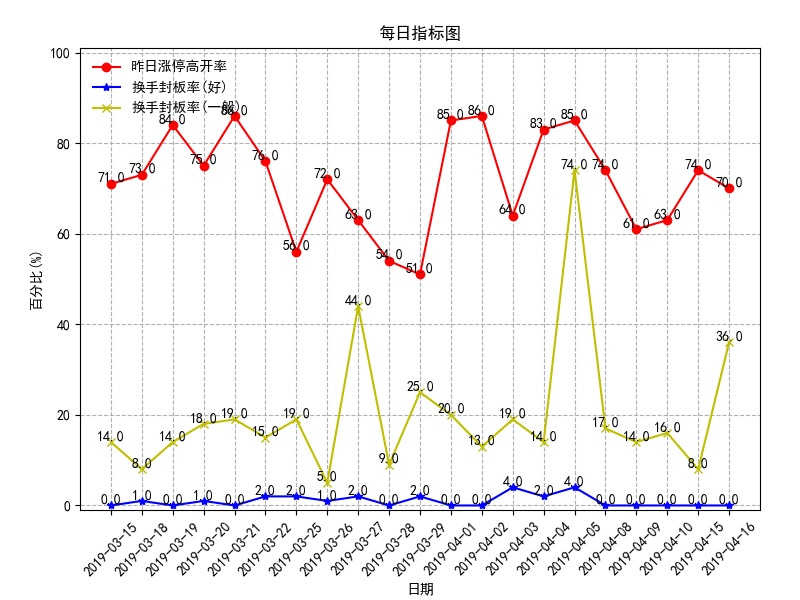 每日指标图
昨日涨停高开率
换手封板率(好)
换手封板率(一般)
百分比(%)
100
80
60
40
20
0
71.0 73.0 84.0 75.0 86.0 76.0 56.0 72.0 63.0 54.0 51.0 85.0 86.0 64.0 83.0 85.0 74.0 61.0 63.0 74.0 70.0
14.0 8.0 14.0 18.0 19.0 15.0 19.0 5.0 44.0 9.0 25.0 20.0 13.0 19.0 14.0 74.0 17.0 14.0 16.0 8.0 36.0
0.0 1.0 0.0 1.0 0.0 2.0 2.0 1.0 2.0 0.0 2.0 0.0 0.0 4.0 2.0 4.0 0.0 0.0 0.0 0.0 0.0
2019-03-15 2019-03-18 2019-03-19 2019-03-20 2019-03-21 2019-03-22 2019-03-25 2019-03-26 2019-03-27 2019-03-28 2019-03-29 2019-04-01 2019-04-02 2019-04-03 2019-04-04 2019-04-05 2019-04-08 2019-04-09 2019-04-10 2019-04-15 2019-04-16
日期